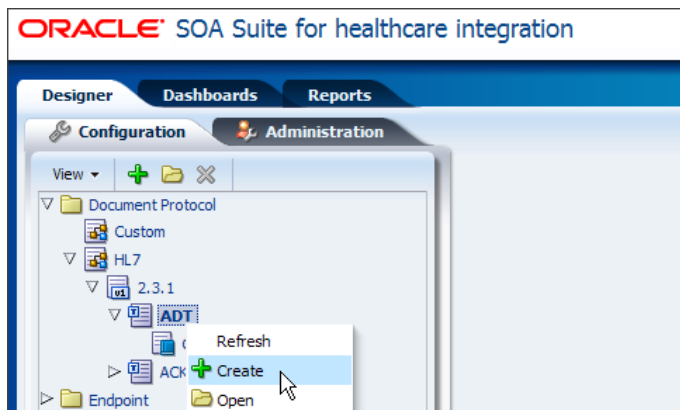 ORACLE® SOA Suite for healthcare integration
Designer Dashboards Reports
Configuration Administration
View
Document Protocol
Custom
HL7
v1 2.3.1
ADT
Refresh
ACK Create
Endpoint Open